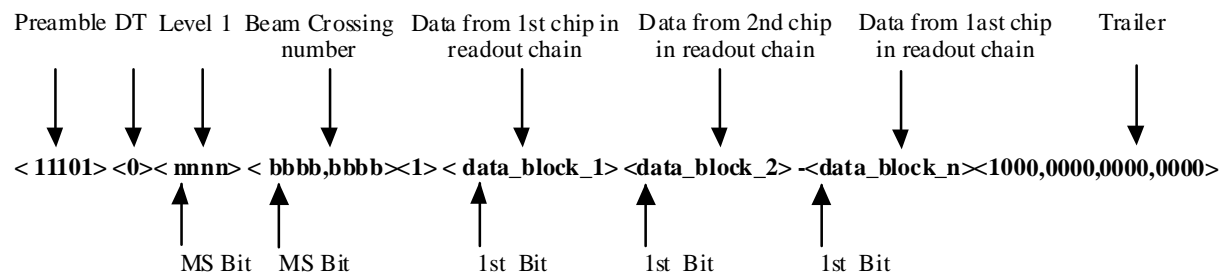 Preamble DT Level 1 Beam Crossing number Data from 1st chip in readout chain Data from 2nd chip in readout chain Data from 1ast chip in readout chain Trailer
< 11101> <0>< nnnn> < bbbb,bbbb><1>< data_block_1> <data_block_2> -<data_block_n><1000,0000,0000,0000>
MS Bit MS Bit 1st Bit 1st Bit 1st Bit